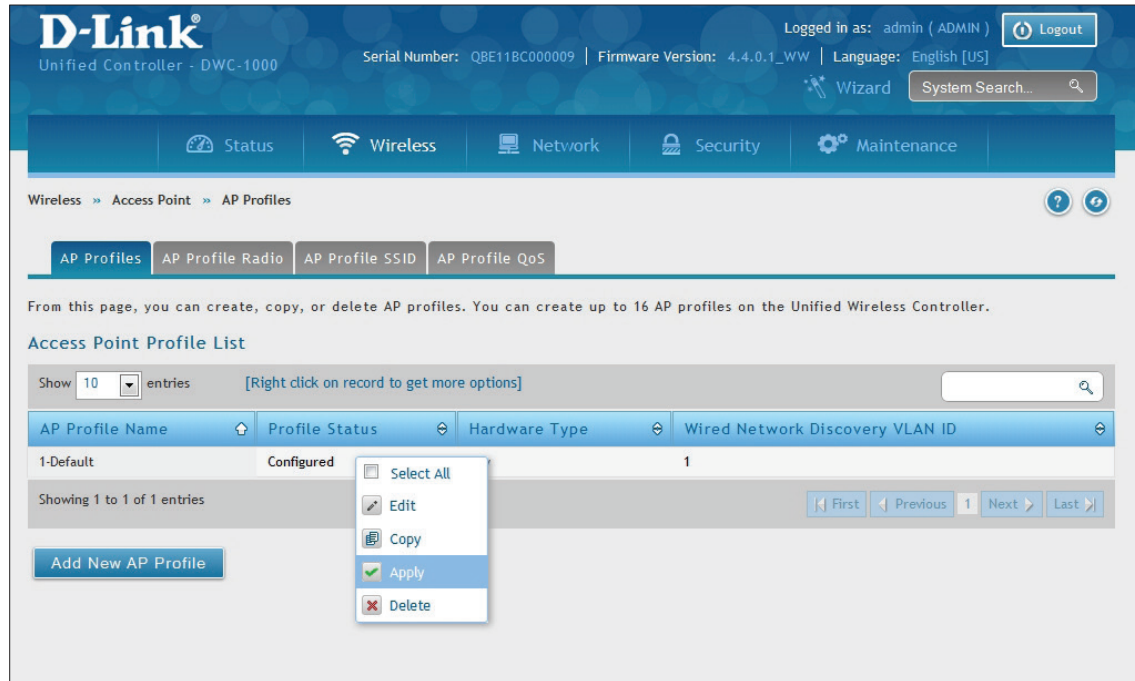 D-Link®
Unified Controller - DWC-1000
Logged in as: admin ( ADMIN ) Logout
Serial Number: QBE11BC000009 | Firmware Version: 4.4.0.1_WW | Language: English [US]
Wizard System Search...
Status Wireless Network Security Maintenance
Wireless » Access Point » AP Profiles
AP Profiles AP Profile Radio AP Profile SSID AP Profile QoS
From this page, you can create, copy, or delete AP profiles. You can create up to 16 AP profiles on the Unified Wireless Controller.
Access Point Profile List
Show 10 entries [Right click on record to get more options]
AP Profile Name Profile Status Hardware Type Wired Network Discovery VLAN ID
1-Default Configured 1
Select All
Edit
Copy
Apply
Delete
Showing 1 to 1 of 1 entries First Previous 1 Next Last
Add New AP Profile